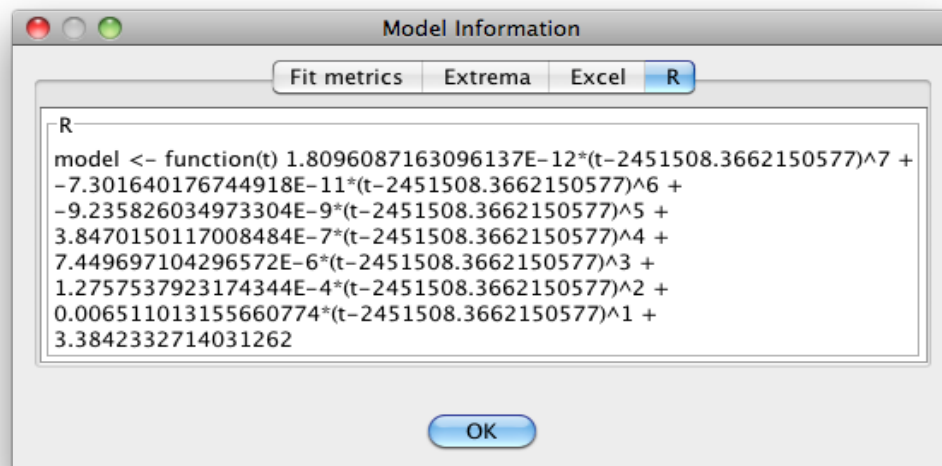 Model Information
Fit metrics Extrema Excel R
R
model <- function(t) 1.8096087163096137E-12*(t-2451508.3662150577)^7 +
-7.301640176744918E-11*(t-2451508.3662150577)^6 +
-9.235826034973304E-9*(t-2451508.3662150577)^5 +
3.8470150117008484E-7*(t-2451508.3662150577)^4 +
7.449697104296572E-6*(t-2451508.3662150577)^3 +
1.2757537923174344E-4*(t-2451508.3662150577)^2 +
0.006511013155660774*(t-2451508.3662150577)^1 +
3.3842332714031262
OK